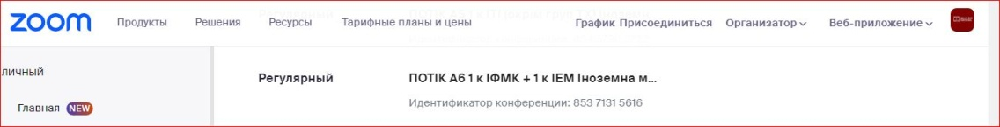 zoom Продукты Решения Ресурсы Тарифные планы и цены График Присоединиться Организатор Веб-приложение
личный
Регулярный ПОТІК А6 1 к ІФМК + 1 к ІЕМ Іноземна м...
Идентификатор конференции: 853 7131 5616
Главная NEW